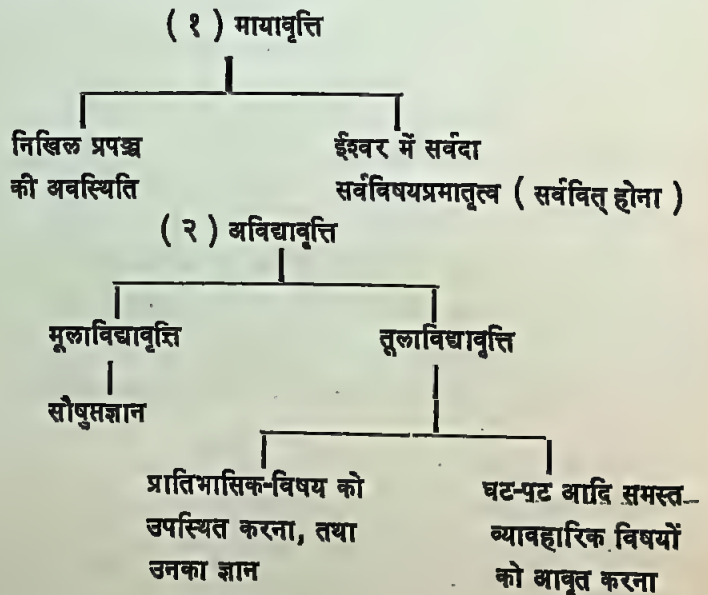 ( १ ) मायावृत्ति
निखिल प्रपञ्च
की अवस्थिति
ईश्वर में सर्वदा
सर्वविषयप्रमातृत्व ( सर्ववित् होना )
( २ ) अविद्यावृत्ति
मूलाविद्यावृत्ति
तूलाविद्यावृत्ति
सौषुप्तज्ञान
प्रातिभासिक-विषय को
उपस्थित करना, तथा
उनका ज्ञान
घट-पट आदि समस्त
व्यावहारिक विषयों
को आवृत करना